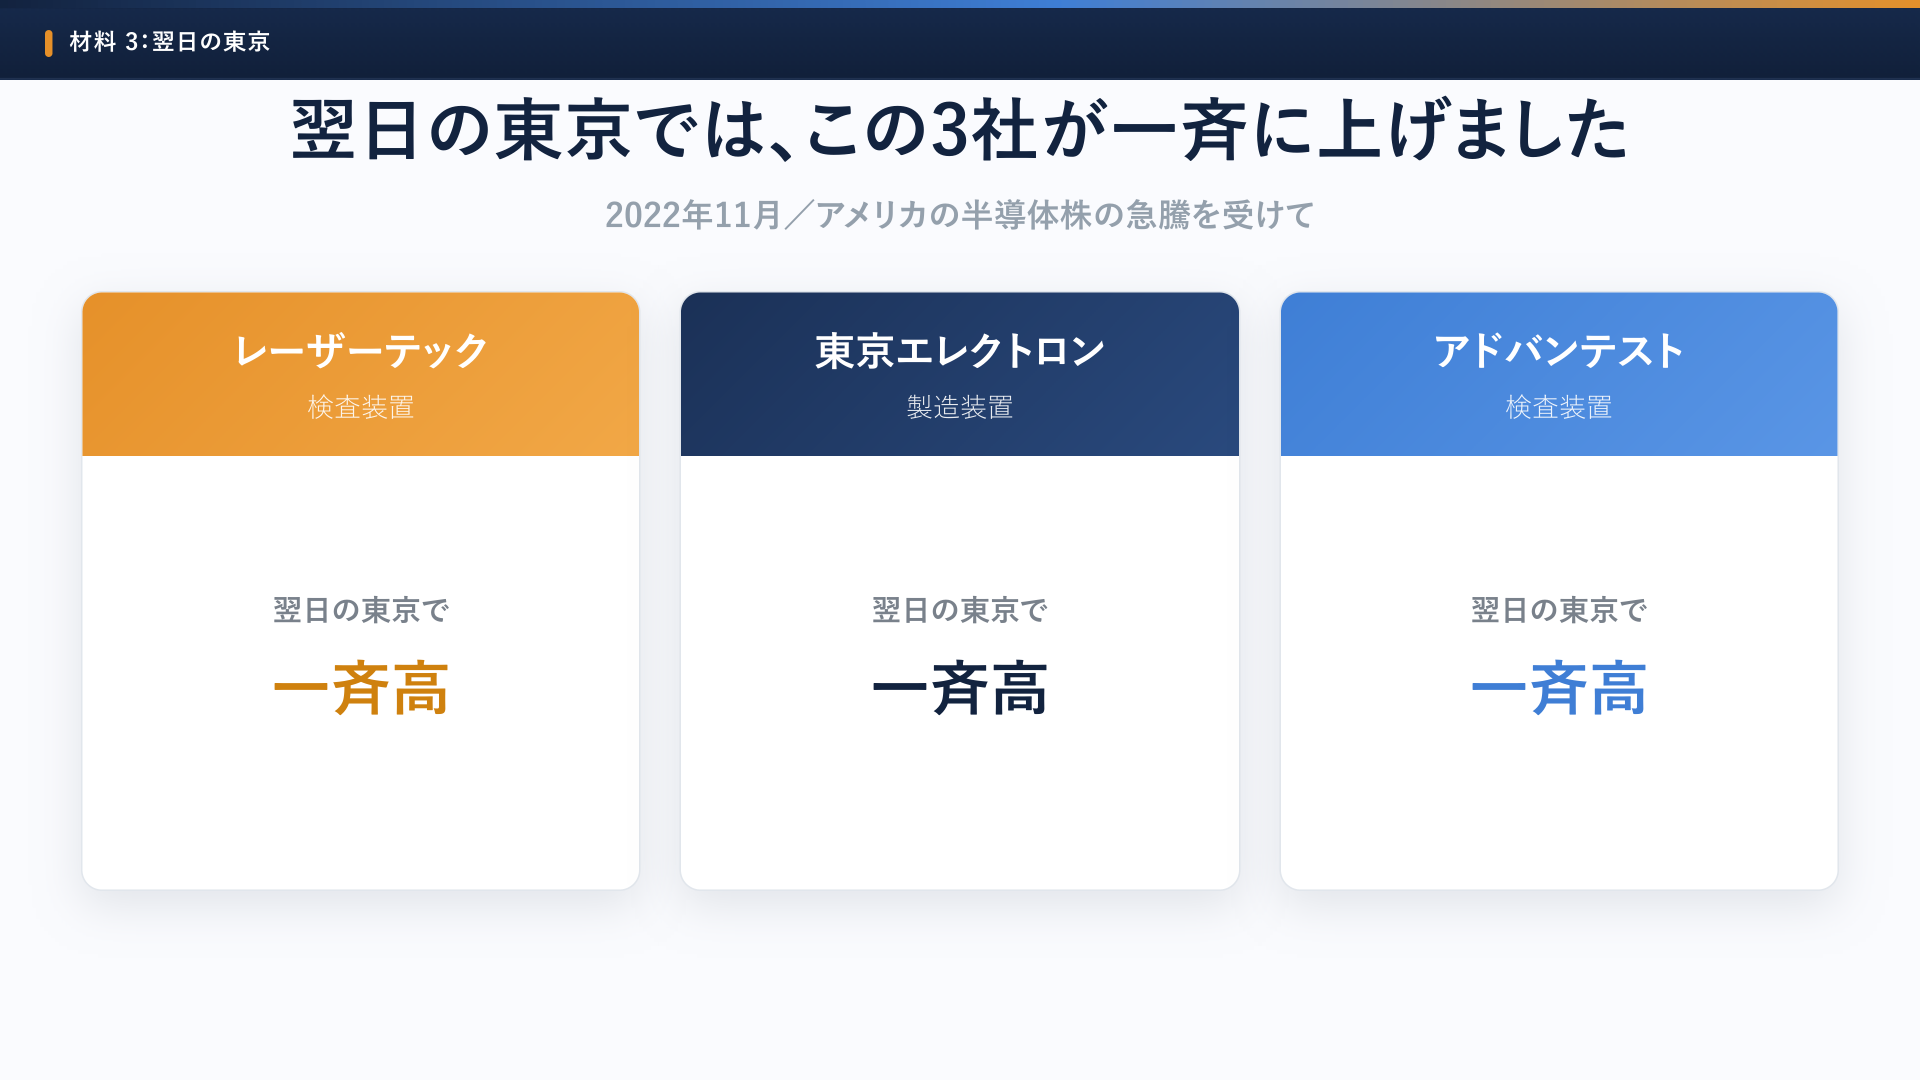 材料 3：翌日の東京
翌日の東京では、この3社が一斉に上げました
2022年11月／アメリカの半導体株の急騰を受けて
レーザーテック
検査装置
翌日の東京で
一斉高
東京エレクトロン
製造装置
翌日の東京で
一斉高
アドバンテスト
検査装置
翌日の東京で
一斉高